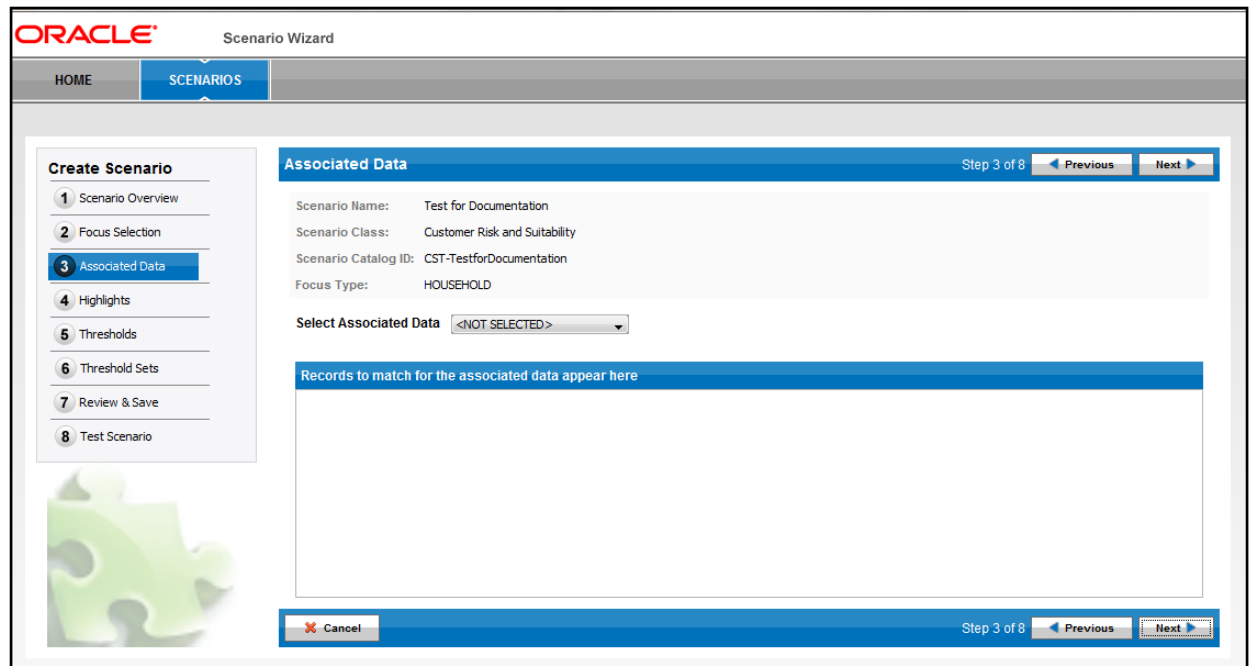 ORACLE®
Scenario Wizard
HOME
SCENARIOS
Create Scenario
1 Scenario Overview
2 Focus Selection
3 Associated Data
4 Highlights
5 Thresholds
6 Threshold Sets
7 Review & Save
8 Test Scenario
Associated Data Step 3 of 8 Previous Next
Scenario Name: Test for Documentation
Scenario Class: Customer Risk and Suitability
Scenario Catalog ID: CST-TestforDocumentation
Focus Type: HOUSEHOLD
Select Associated Data <NOT SELECTED>
Records to match for the associated data appear here
Cancel Step 3 of 8 Previous Next